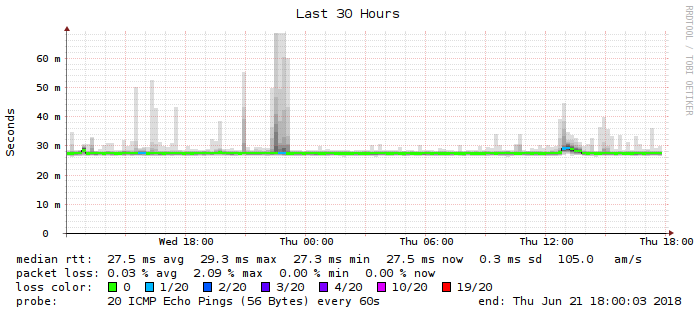 Last 30 Hours
RRDTOOL / TOBI OETIKER
Seconds
60 m
50 m
40 m
30 m
20 m
10 m
0
Wed 18:00 Thu 00:00 Thu 06:00 Thu 12:00 Thu 18:00
median rtt: 27.5 ms avg 29.3 ms max 27.3 ms min 27.5 ms now 0.3 ms sd 105.0 am/s
packet loss: 0.03 % avg 2.09 % max 0.00 % min 0.00 % now
loss color: 0 1/20 2/20 3/20 4/20 10/20 19/20
probe: 20 ICMP Echo Pings (56 Bytes) every 60s end: Thu Jun 21 18:00:03 2018